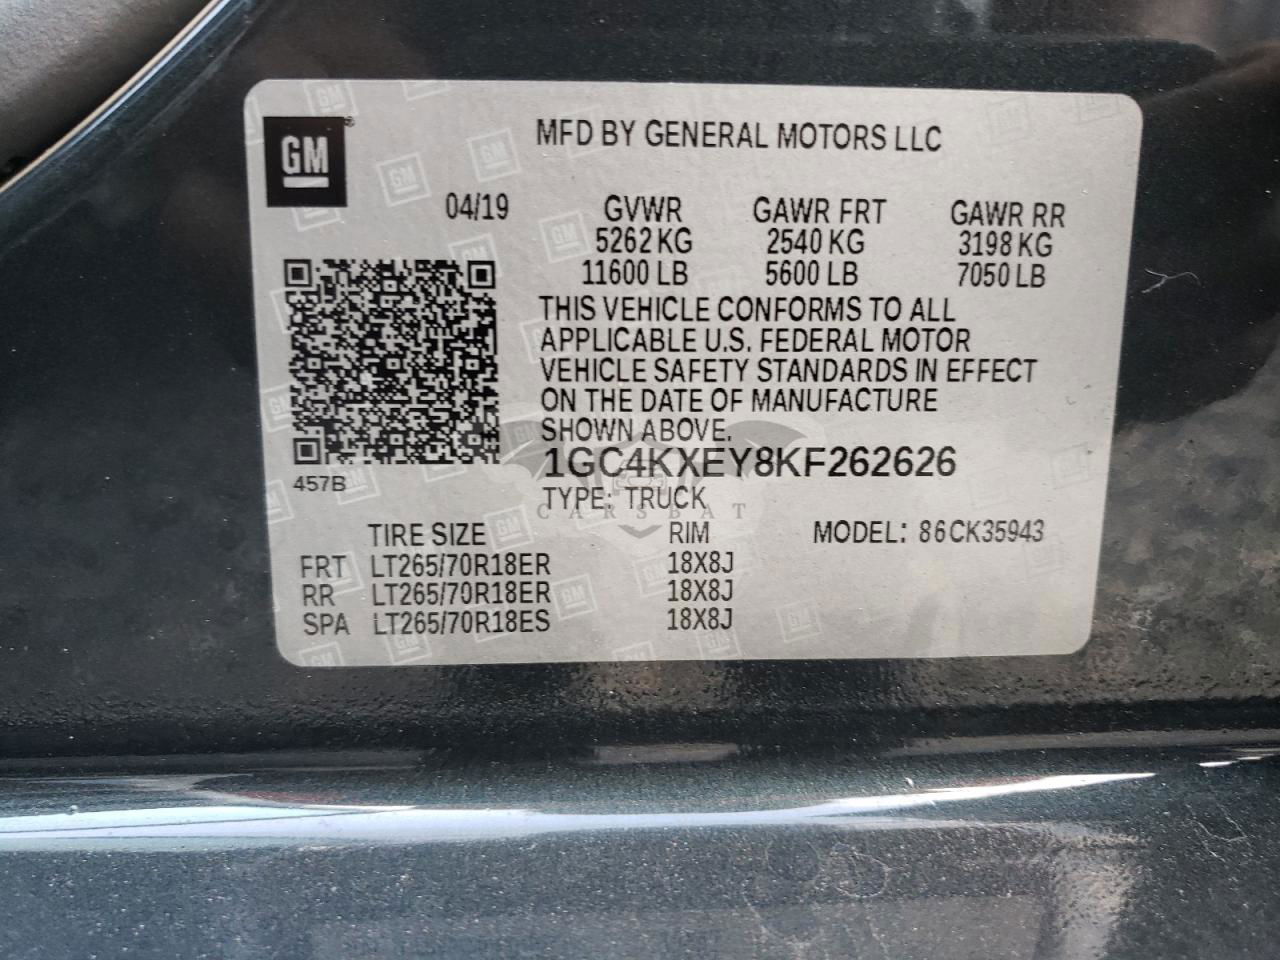 GM®
MFD BY GENERAL MOTORS LLC
04/19 GVWR GAWR FRT GAWR RR
5262 KG 2540 KG 3198 KG
11600 LB 5600 LB 7050 LB
THIS VEHICLE CONFORMS TO ALL
APPLICABLE U.S. FEDERAL MOTOR
VEHICLE SAFETY STANDARDS IN EFFECT
ON THE DATE OF MANUFACTURE
SHOWN ABOVE.
1GC4KXEY8KF262626
457B
TYPE: TRUCK
CARSBAT
TIRE SIZE RIM MODEL: 86CK35943
FRT LT265/70R18ER 18X8J
RR LT265/70R18ER 18X8J
SPA LT265/70R18ES 18X8J